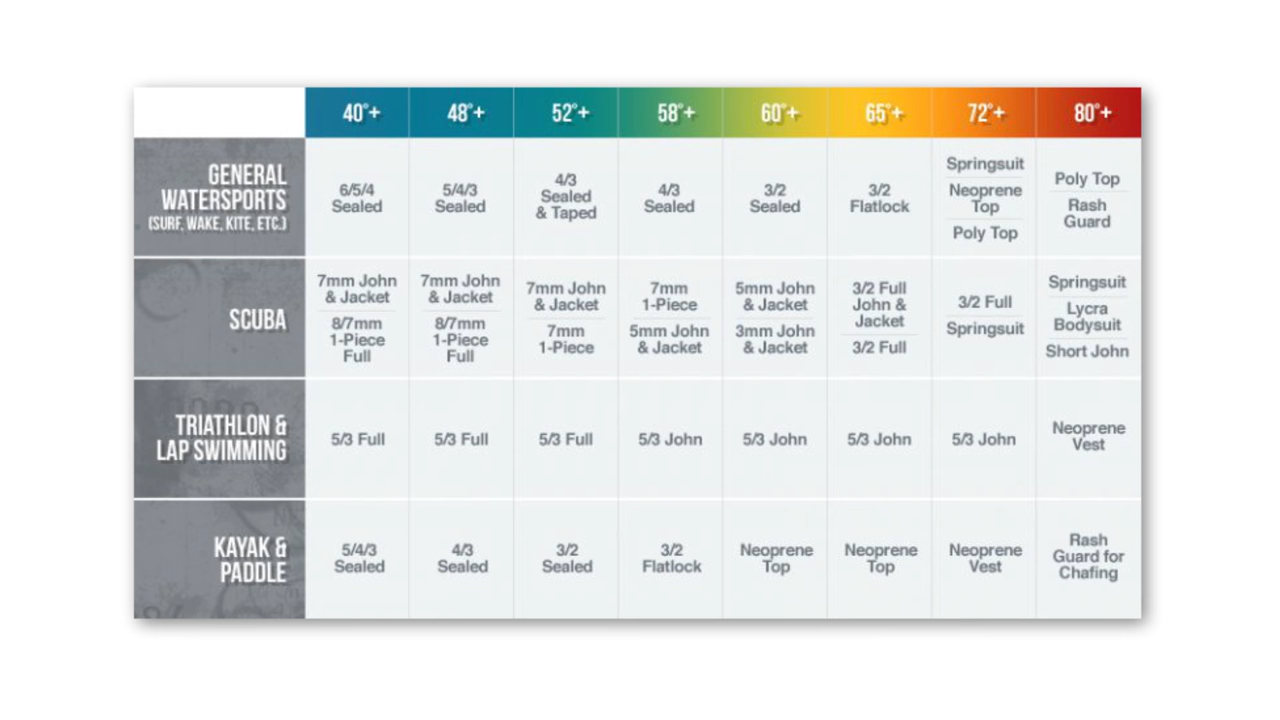 40°+ 48°+ 52°+ 58°+ 60°+ 65°+ 72°+ 80°+
GENERAL
WATERSPORTS
(SURF, WAKE, KITE, ETC.)
6/5/4
Sealed
5/4/3
Sealed
4/3
Sealed
& Taped
4/3
Sealed
3/2
Sealed
3/2
Flatlock
Springsuit
Neoprene
Top
Poly Top
Poly Top
Rash
Guard
SCUBA
7mm John
& Jacket
8/7mm
1-Piece
Full
7mm John
& Jacket
8/7mm
1-Piece
Full
7mm John
& Jacket
7mm
1-Piece
7mm
1-Piece
5mm John
& Jacket
5mm John
& Jacket
3mm John
& Jacket
3/2 Full
John &
Jacket
3/2 Full
3/2 Full
Springsuit
Springsuit
Lycra
Bodysuit
Short John
TRIATHLON &
LAP SWIMMING
5/3 Full
5/3 Full
5/3 Full
5/3 John
5/3 John
5/3 John
5/3 John
Neoprene
Vest
KAYAK &
PADDLE
5/4/3
Sealed
4/3
Sealed
3/2
Sealed
3/2
Flatlock
Neoprene
Top
Neoprene
Top
Neoprene
Vest
Rash
Guard for
Chafing